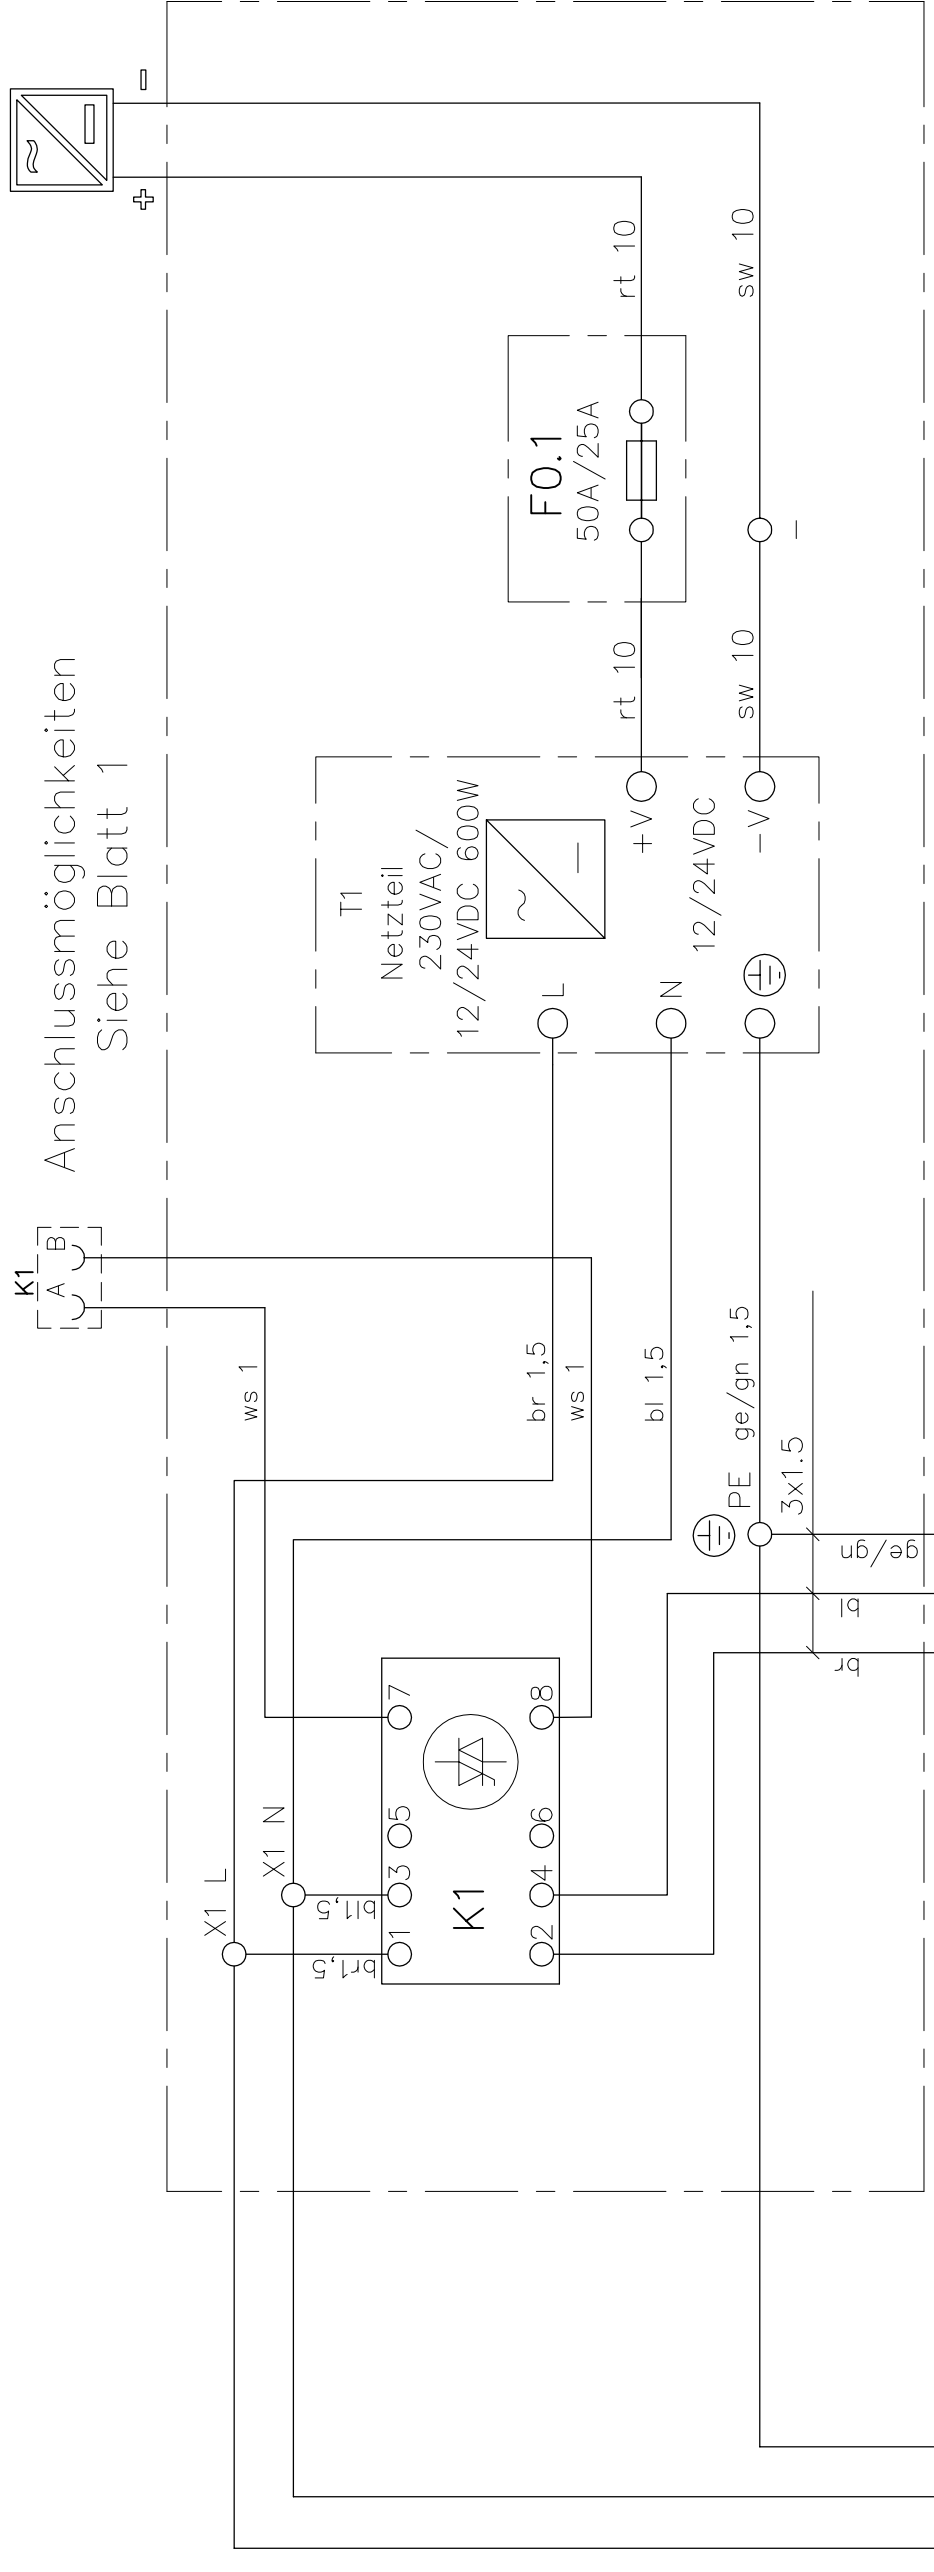 Anschlussmöglichkeiten
Siehe Blatt 1
K1
A
B
ws 1
X1 L
X1 N
br1,5
bl1,5
K1
1
3
5
7
2
4
6
8
br 1,5
ws 1
bl 1,5
PE
ge/gn 1,5
3x1.5
br
bl
ge/gn
T1
Netzteil
230VAC/
12/24VDC 600W
L
N
+V
12/24VDC
-V
rt 10
sw 10
F0.1
50A/25A
rt 10
sw 10
-
+
-